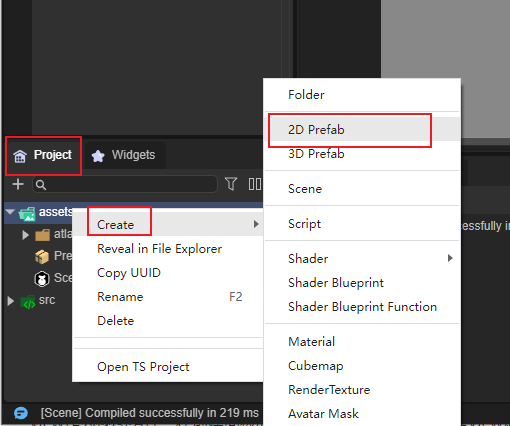 Folder
2D Prefab
3D Prefab
Scene
Script
Shader
Shader Blueprint
Shader Blueprint Function
Material
Cubemap
RenderTexture
Avatar Mask
Project
Widgets
assets
atla
Pre
Sce
src
Create
Reveal in File Explorer
Copy UUID
Rename F2
Delete
Open TS Project
essfully in
[Scene] Compiled successfully in 219 ms